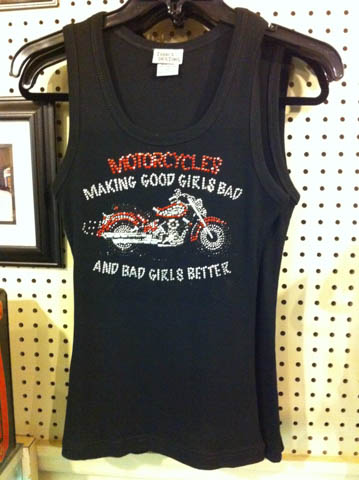 MOTORCYCLES
MAKING GOOD GIRLS BAD
AND BAD GIRLS BETTER